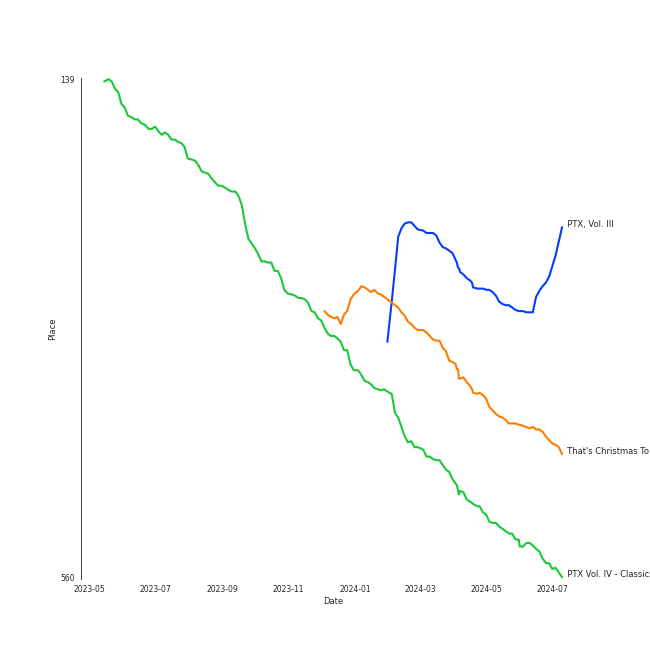 139
PTX, Vol. III
Place
That's Christmas To
PTX Vol. IV - Classic
560
2023-05 2023-07 2023-09 2023-11 2024-01 2024-03 2024-05 2024-07
Date